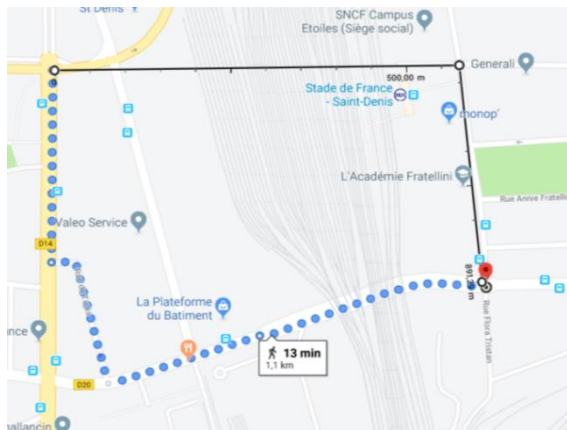 St Denis
SNCF Campus
Etoiles (Siège social)
Generali
500,00 m
Stade de France
- Saint-Denis
monop'
L'Académie Fratellini
Rue Annie Fratelli
Valeo Service
D14
891,79 m
La Plateforme
du Batiment
Rue Flora Tristan
ance
13 min
1,1 km
D20
allancin